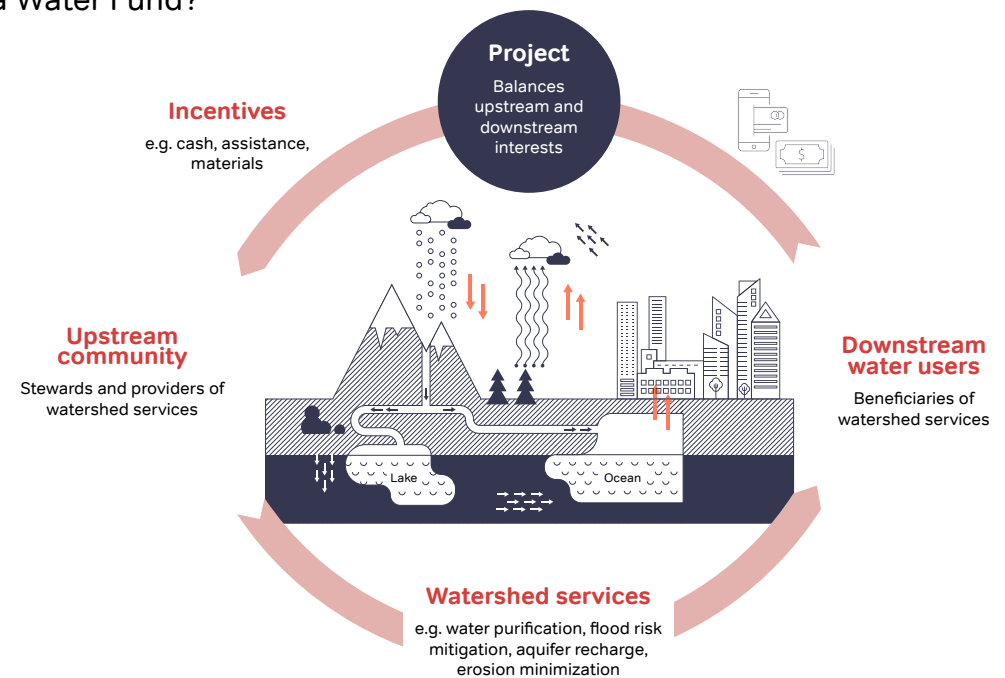 a Water Fund?
Project
Balances
upstream and
downstream
interests
Incentives
e.g. cash, assistance,
materials
$
Upstream
community
Stewards and providers of
watershed services
Downstream
water users
Beneficiaries of
watershed services
Lake
Ocean
Watershed services
e.g. water purification, flood risk
mitigation, aquifer recharge,
erosion minimization